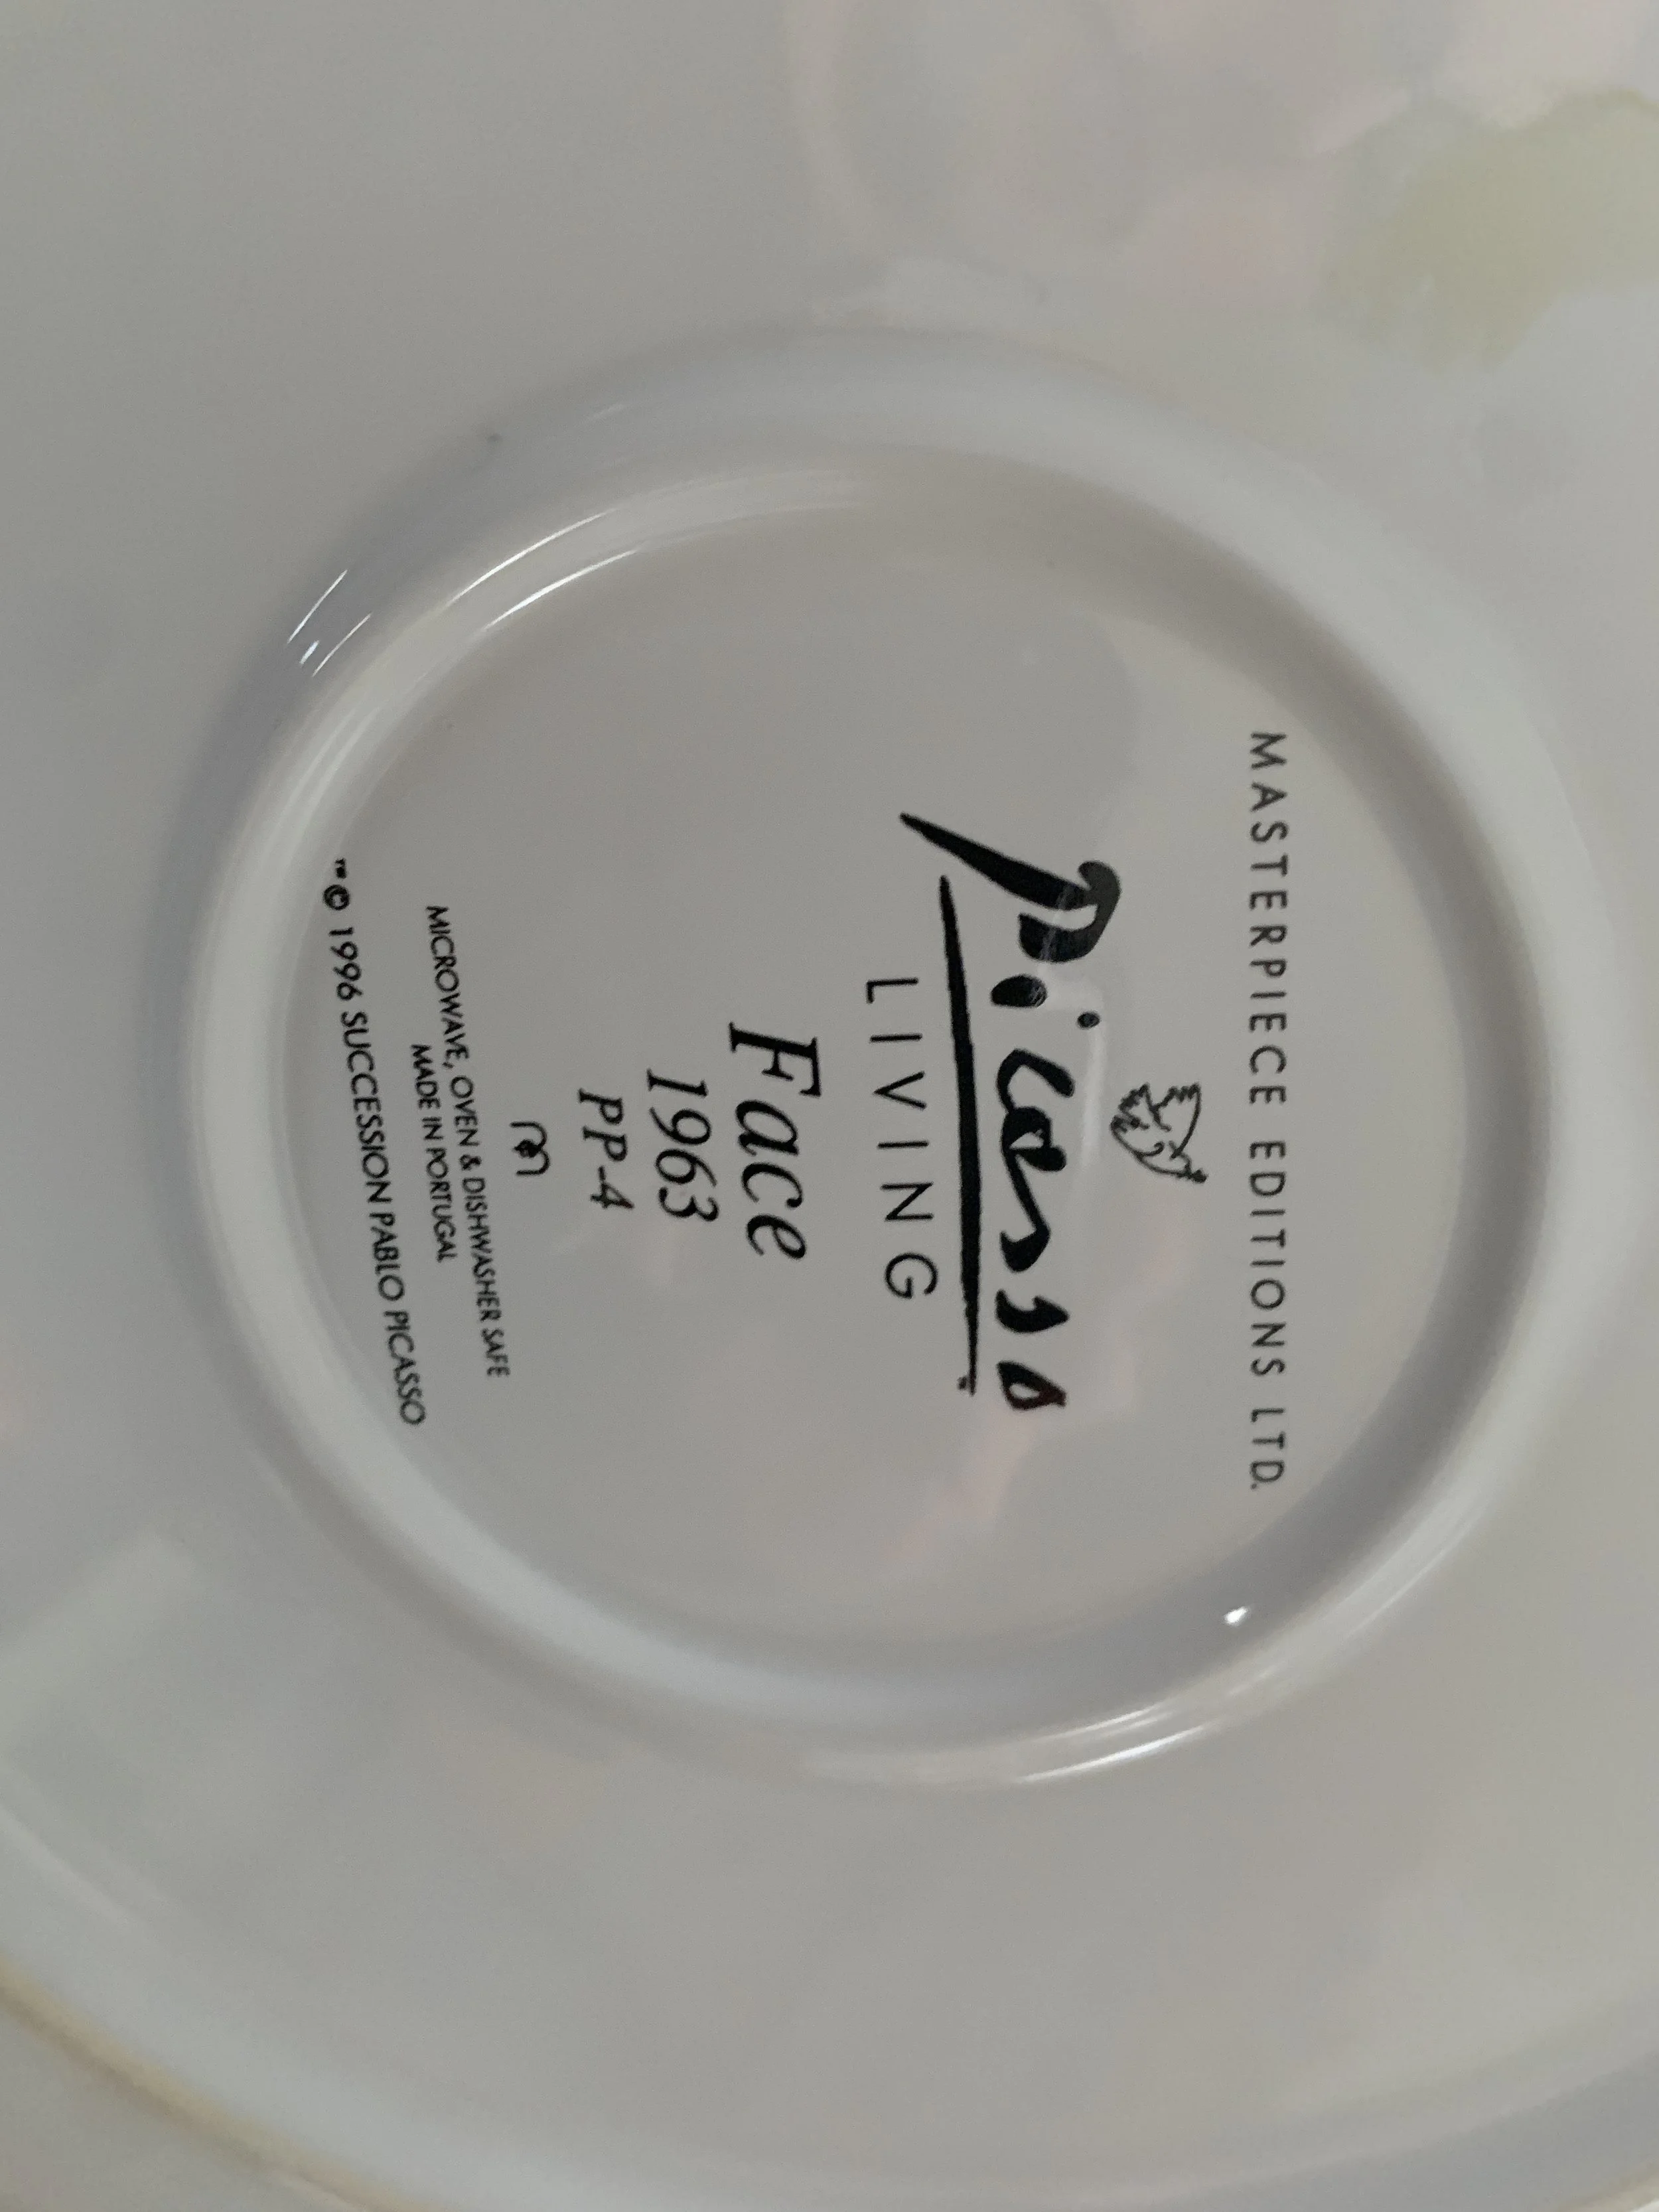 MASTERPIECE EDITIONS LTD.
Picasso
LIVING
Face
1963
PP-4
MICROWAVE, OVEN & DISHWASHER SAFE
MADE IN PORTUGAL
™© 1996 SUCCESSION PABLO PICASSO